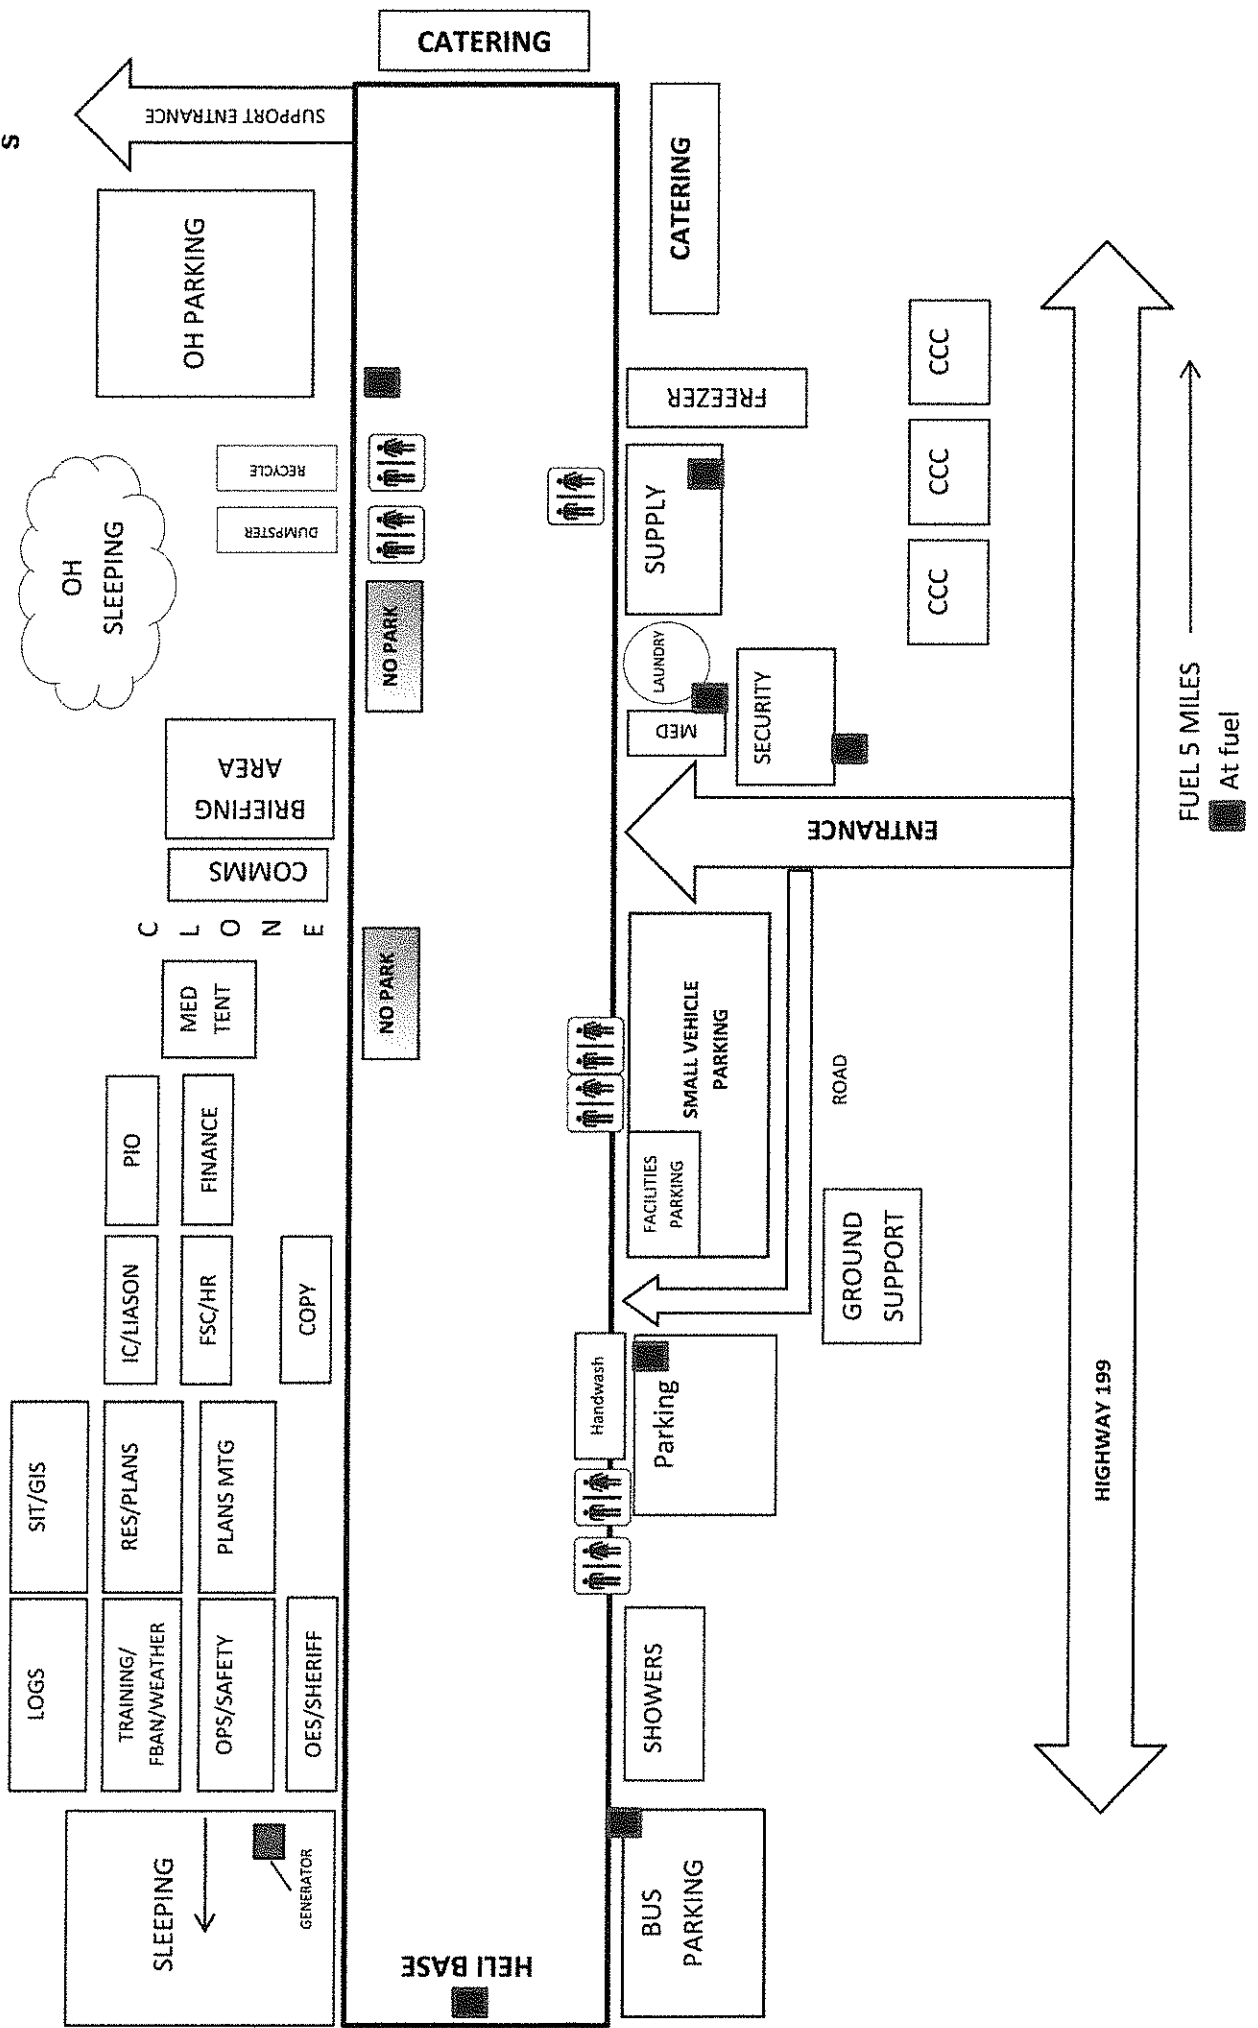 S
CATERING
SUPPORT ENTRANCE
OH PARKING
CATERING
OH
SLEEPING
RECYCLE
DUMPSTER
NO PARK
FREEZER
SUPPLY
LAUNDRY
MED
SECURITY
CCC
CCC
CCC
BRIEFING
AREA
COMMS
C
L
O
N
E
MED
TENT
NO PARK
ENTRANCE
SMALL VEHICLE
PARKING
FACILITIES
PARKING
ROAD
GROUND
SUPPORT
PIO
FINANCE
IC/LIASON
FSC/HR
COPY
Handwash
Parking
SIT/GIS
RES/PLANS
PLANS MTG
LOGS
TRAINING/
FBAN/WEATHER
OPS/SAFETY
OES/SHERIFF
SHOWERS
SLEEPING
GENERATOR
HELI BASE
BUS
PARKING
HIGHWAY 199
FUEL 5 MILES
At fuel